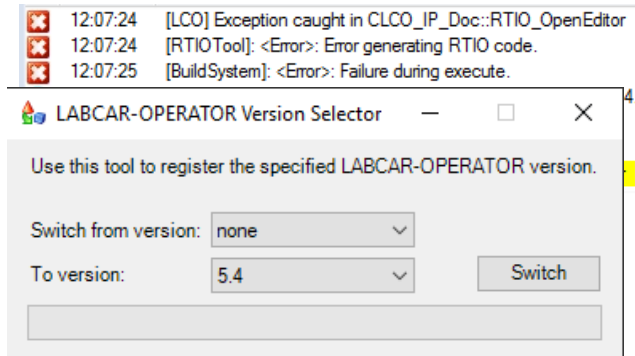 12:07:24 [LCO] Exception caught in CLCO_IP_Doc::RTIO_OpenEditor
12:07:24 [RTIOTool]: <Error>: Error generating RTIO code.
12:07:25 [BuildSystem]: <Error>: Failure during execute.
4
LABCAR-OPERATOR Version Selector
Use this tool to register the specified LABCAR-OPERATOR version.
Switch from version: none
To version: 5.4 Switch